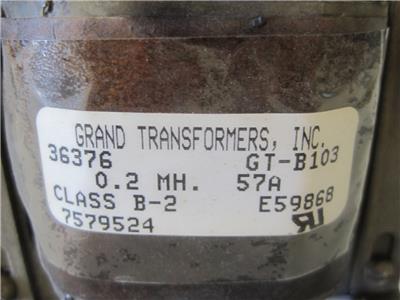 GRAND TRANSFORMERS, INC.
36376 GT-B103
0.2 MH. 57A
CLASS B-2 E59868
7579524